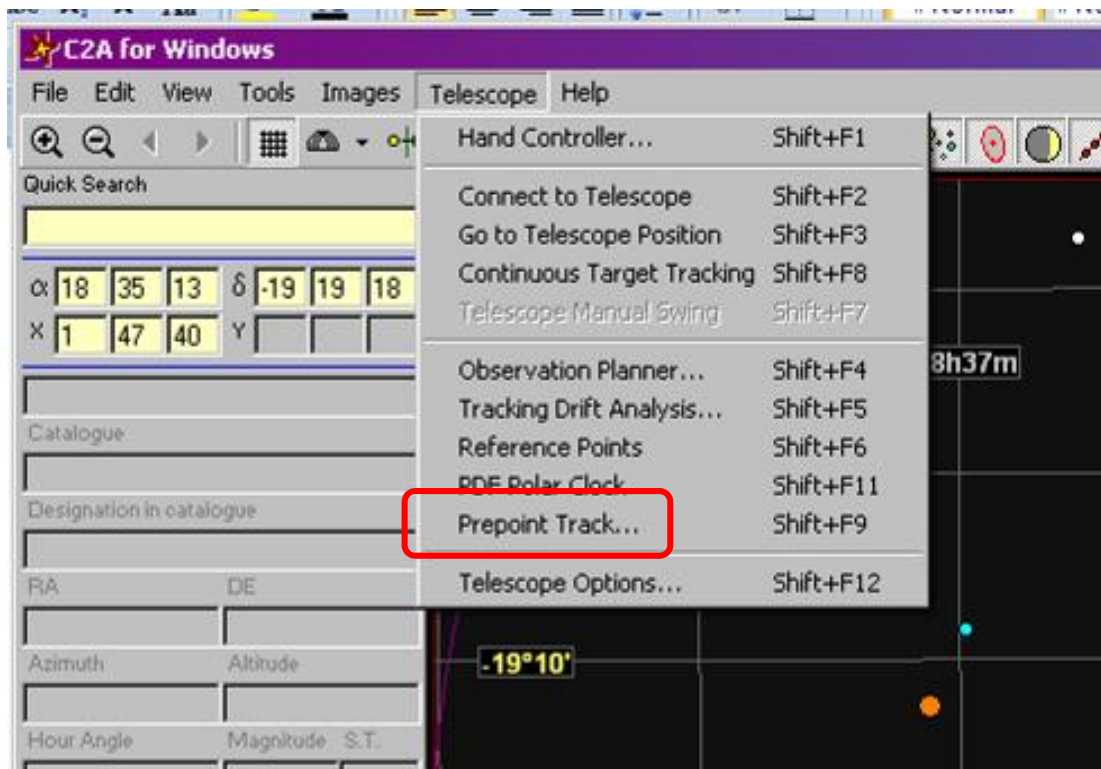 C2A for Windows
File Edit View Tools Images Telescope Help
Hand Controller... Shift+F1
Quick Search
Connect to Telescope Shift+F2
Go to Telescope Position Shift+F3
Continuous Target Tracking Shift+F8
Telescope Manual Swing Shift+F7
α 18 35 13 δ -19 19 18
X 1 47 40 Y
Observation Planner... Shift+F4
8h37m
Tracking Drift Analysis... Shift+F5
Catalogue
Reference Points Shift+F6
PDF Polar Clock Shift+F11
Designation in catalogue
Prepoint Track... Shift+F9
RA DE
Telescope Options... Shift+F12
Azimuth Altitude
-19°10'
Hour Angle Magnitude S.T.